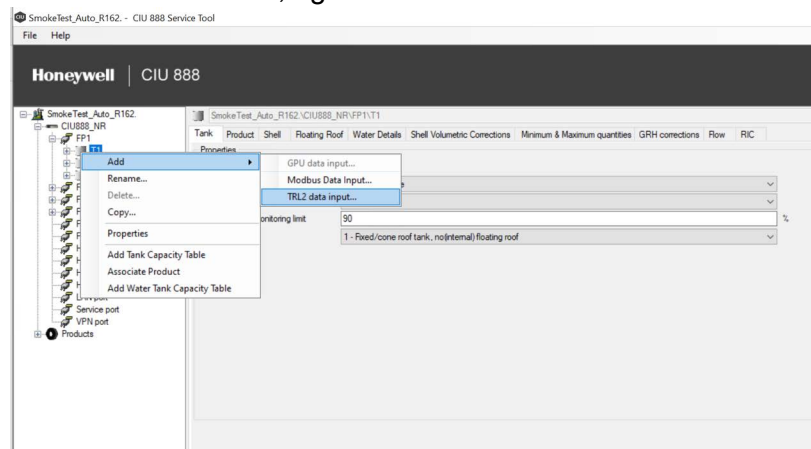 SmokeTest_Auto_R162. - CIU 888 Service Tool
File Help
Honeywell | CIU 888
SmokeTest_Auto_R162.
CIU888_NR
FP1
T1
SmokeTest_Auto_R162.\CIU888_NR\FP1\T1
Tank Product Shell Floating Roof Water Details Shell Volumetric Corrections Minimum & Maximum quantities GRH corrections Flow RIC
Properties
Add
Rename...
Delete...
Copy...
Properties
Add Tank Capacity Table
Associate Product
Add Water Tank Capacity Table
GPU data input...
Modbus Data Input...
TRL2 data input...
onitoring limit 90 %
1 - Fixed/cone roof tank, no(internal) floating roof
LAN port
Service port
VPN port
Products